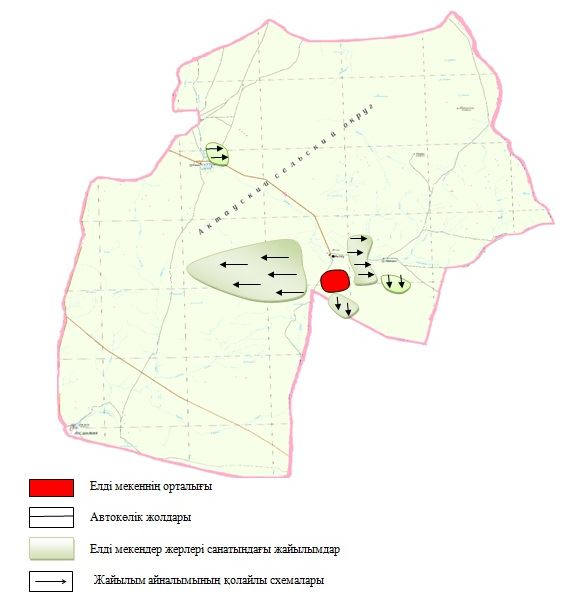 Актауский сельский округ
Елді мекеннің орталығы
Автокөлік жолдары
Елді мекендер жерлері санатындағы жайылымдар
Жайылым айналымының қолайлы схемалары